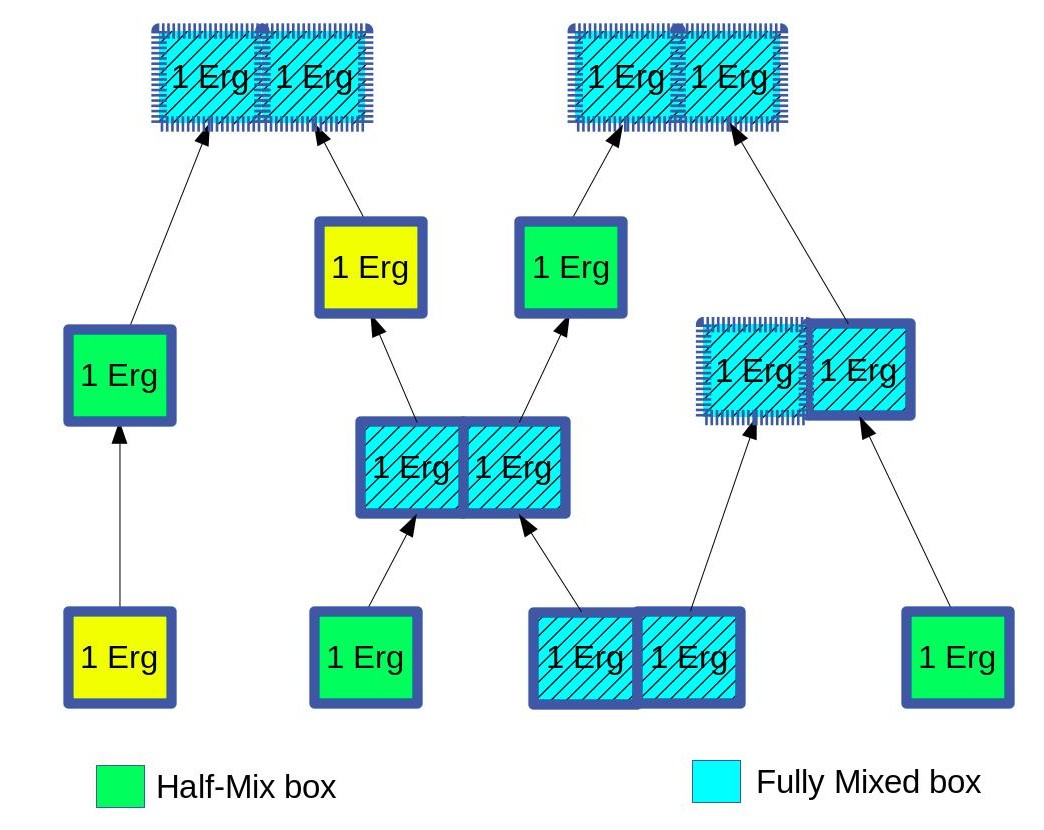 1 Erg 1 Erg 1 Erg 1 Erg
1 Erg 1 Erg
1 Erg 1 Erg 1 Erg
1 Erg 1 Erg
1 Erg 1 Erg 1 Erg 1 Erg 1 Erg
Half-Mix box Fully Mixed box